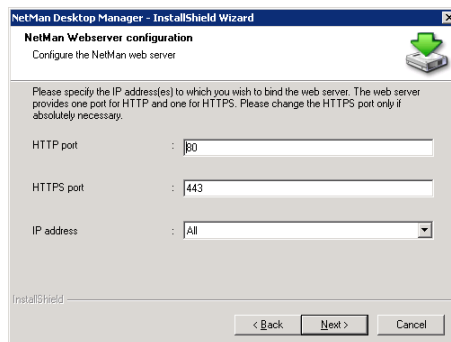 NetMan Desktop Manager - InstallShield Wizard
NetMan Webserver configuration
Configure the NetMan web server
Please specify the IP address(es) to which you wish to bind the web server. The web server
provides one port for HTTP and one for HTTPS. Please change the HTTPS port only if
absolutely necessary.
HTTP port : 80
HTTPS port : 443
IP address : All
InstallShield
< Back Next > Cancel